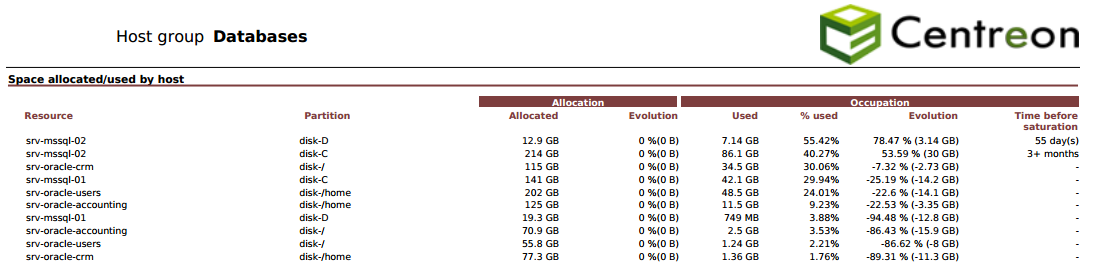 Host group Databases
Centreon
Space allocated/used by host
Allocation Occupation
Resource Partition Allocated Evolution Used % used Evolution Time before
saturation
srv-mssql-02 disk-D 12.9 GB 0 %(0 B) 7.14 GB 55.42% 78.47 % (3.14 GB) 55 day(s)
srv-mssql-02 disk-C 214 GB 0 %(0 B) 86.1 GB 40.27% 53.59 % (30 GB) 3+ months
srv-oracle-crm disk-/ 115 GB 0 %(0 B) 34.5 GB 30.06% -7.32 % (-2.73 GB) -
srv-mssql-01 disk-C 141 GB 0 %(0 B) 42.1 GB 29.94% -25.19 % (-14.2 GB) -
srv-oracle-users disk-/home 202 GB 0 %(0 B) 48.5 GB 24.01% -22.6 % (-14.1 GB) -
srv-oracle-accounting disk-/home 125 GB 0 %(0 B) 11.5 GB 9.23% -22.53 % (-3.35 GB) -
srv-mssql-01 disk-D 19.3 GB 0 %(0 B) 749 MB 3.88% -94.48 % (-12.8 GB) -
srv-oracle-accounting disk-/ 70.9 GB 0 %(0 B) 2.5 GB 3.53% -86.43 % (-15.9 GB) -
srv-oracle-users disk-/ 55.8 GB 0 %(0 B) 1.24 GB 2.21% -86.62 % (-8 GB) -
srv-oracle-crm disk-/home 77.3 GB 0 %(0 B) 1.36 GB 1.76% -89.31 % (-11.3 GB) -